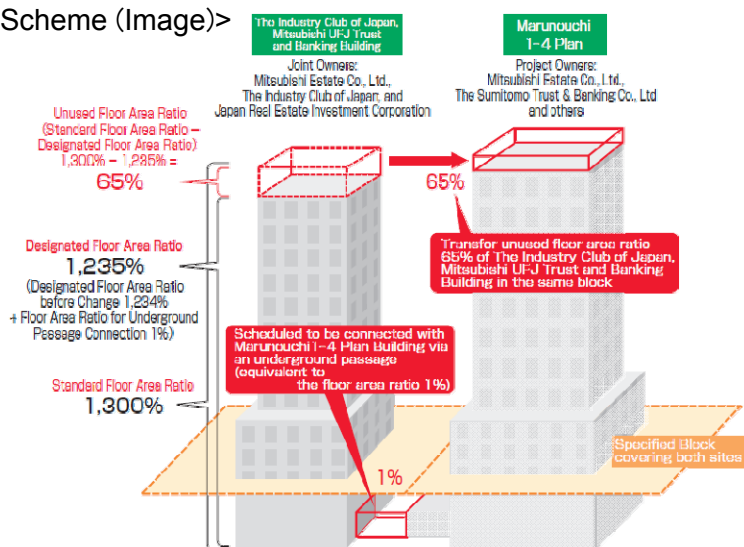 Scheme (Image)>
The Industry Club of Japan,
Mitsubishi UFJ Trust
and Banking Building
Joint Owners:
Mitsubishi Estate Co., Ltd.,
The Industry Club of Japan, and
Japan Real Estate Investment Corporation
Marunouchi
1-4 Plan
Project Owners:
Mitsubishi Estate Co., Ltd.,
The Sumitomo Trust & Banking Co., Ltd
and others
Unused Floor Area Ratio
(Standard Floor Area Ratio –
Designated Floor Area Ratio):
1,300% – 1,235% =
65%
65%
Transfer unused floor area ratio
65% of The Industry Club of Japan,
Mitsubishi UFJ Trust and Banking
Building in the same block
Designated Floor Area Ratio
1,235%
(Designated Floor Area Ratio
before Change 1,234%
+ Floor Area Ratio for Underground
Passage Connection 1%)
Scheduled to be connected with
Marunouchi 1-4 Plan Building via
an underground passage
(equivalent to
the floor area ratio 1%)
Standard Floor Area Ratio
1,300%
Specified Block
covering both sites
1%